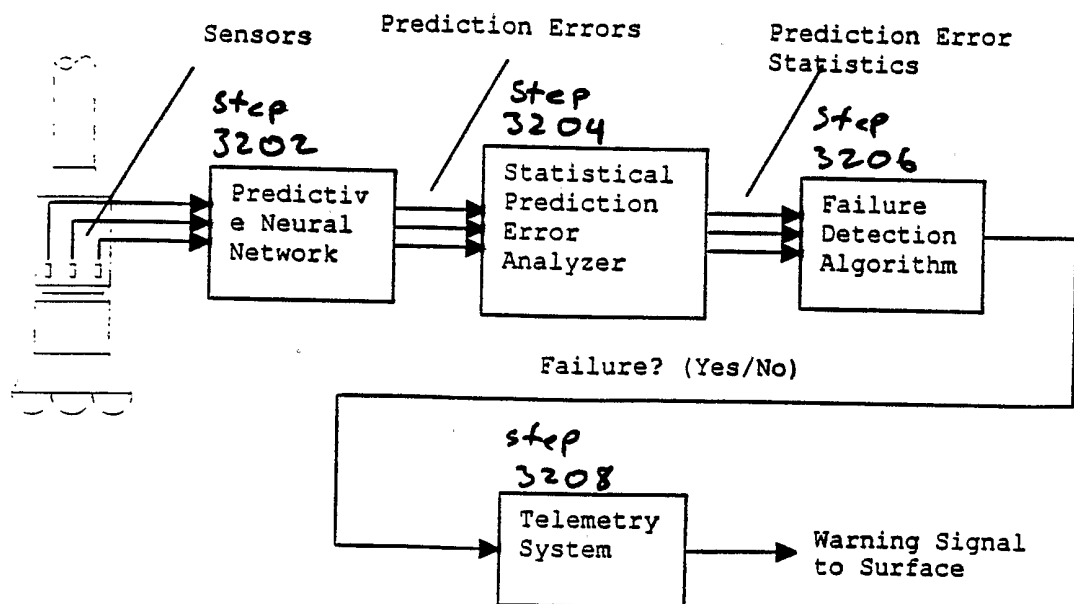 Sensors
Prediction Errors
Prediction Error
Statistics
Step
3202
Step
3204
Step
3206
Predictiv
e Neural
Network
Statistical
Prediction
Error
Analyzer
Failure
Detection
Algorithm
Failure? (Yes/No)
step
3208
Telemetry
System
Warning Signal
to Surface